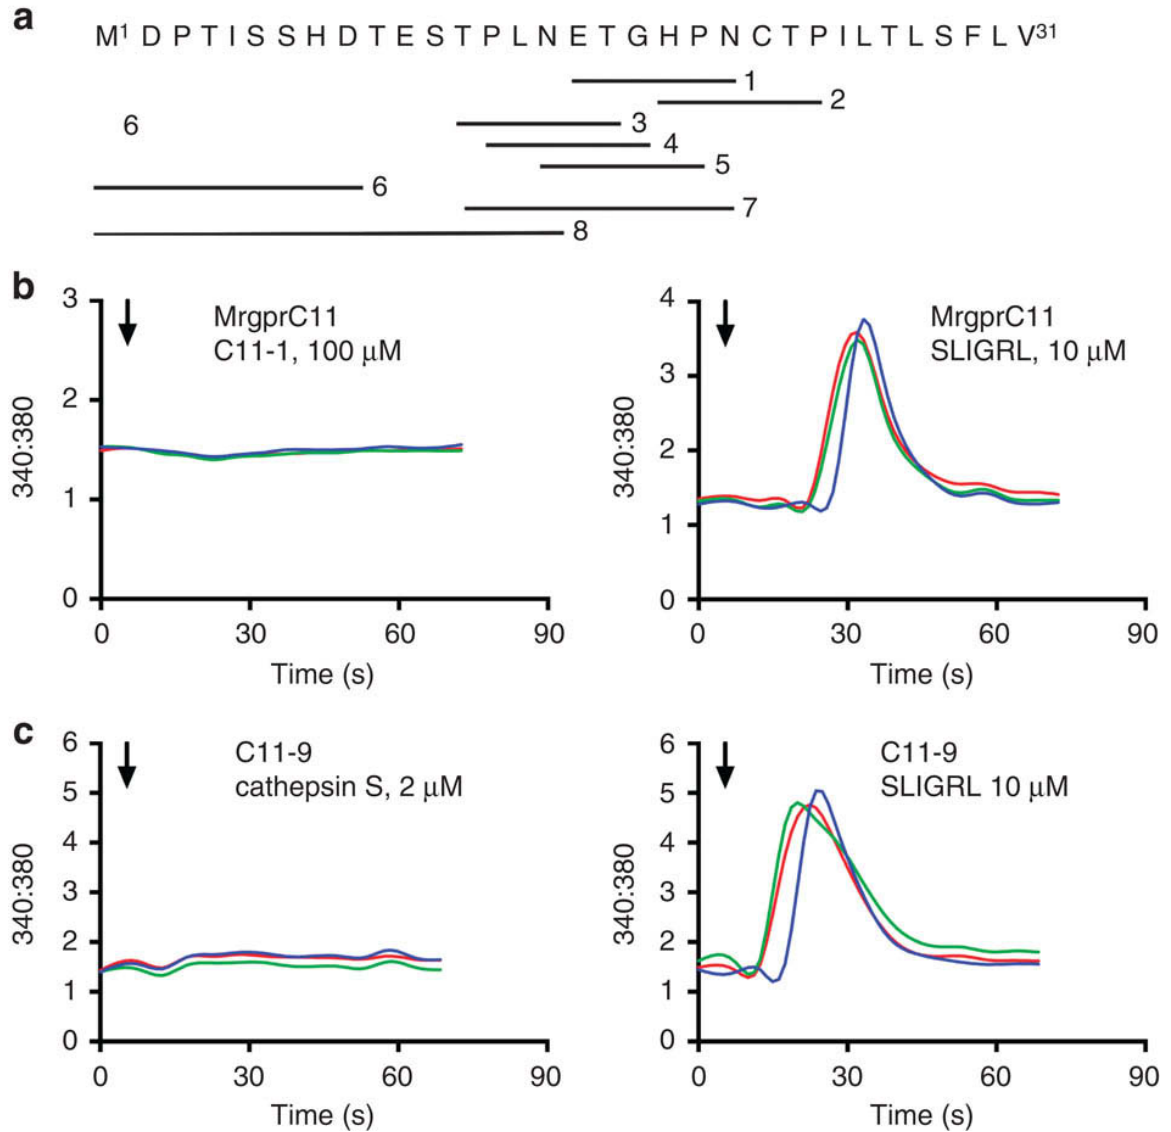 a
M¹ D P T I S S H D T E S T P L N E T G H P N C T P I L T L S F L V³¹
1
2
6 3
4
5
6
7
8
b
3
2
1
0
340:380
MrgprC11
C11-1, 100 μM
0 30 60 90
Time (s)
4
3
2
1
0
340:380
MrgprC11
SLIGRL, 10 μM
0 30 60 90
Time (s)
c
6
5
4
3
2
1
0
340:380
C11-9
cathepsin S, 2 μM
0 30 60 90
Time (s)
6
5
4
3
2
1
0
340:380
C11-9
SLIGRL 10 μM
0 30 60 90
Time (s)